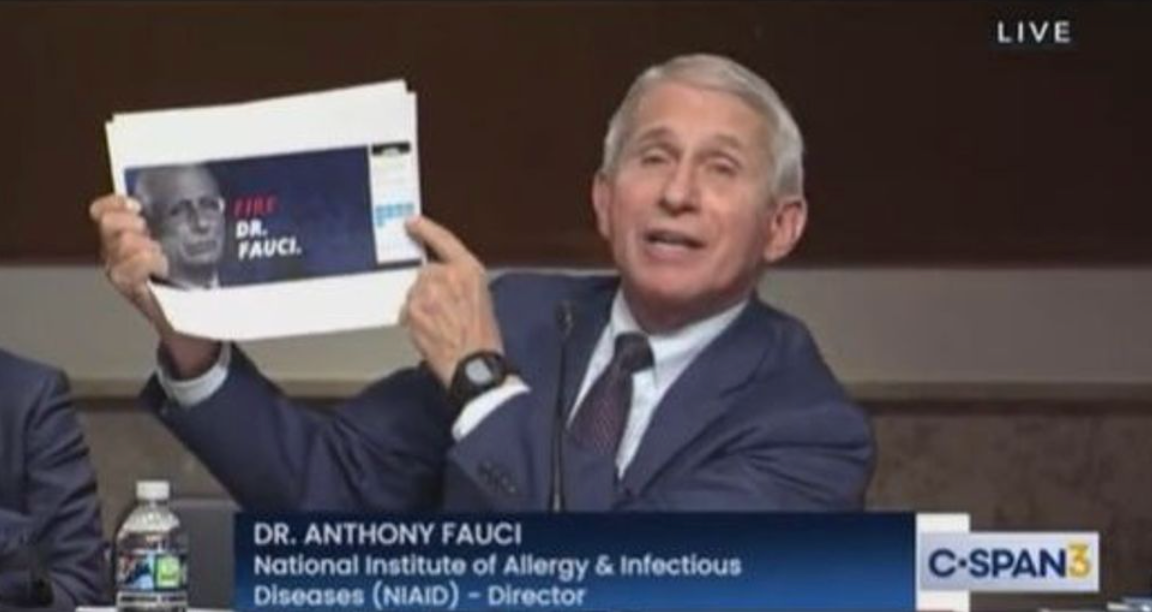 LIVE
FIRE
DR.
FAUCI.
DR. ANTHONY FAUCI
National Institute of Allergy & Infectious
Diseases (NIAID) - Director
C-SPAN3